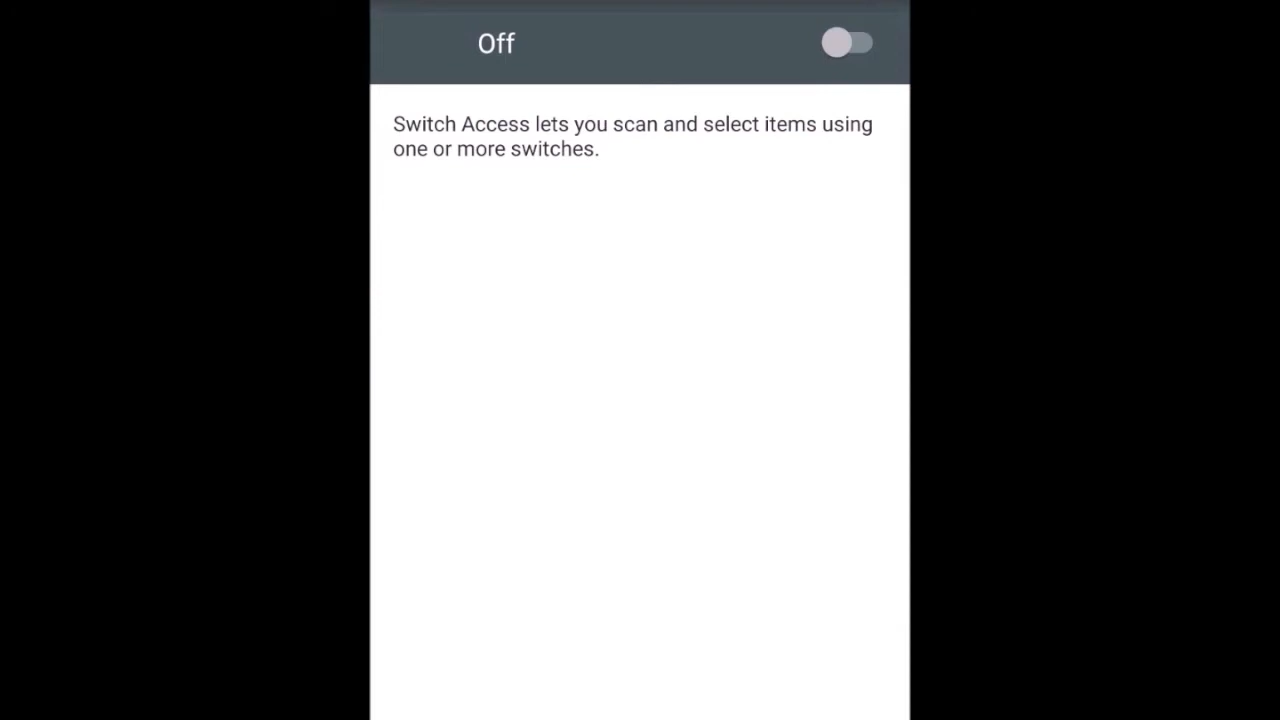 Off
Switch Access lets you scan and select items using
one or more switches.